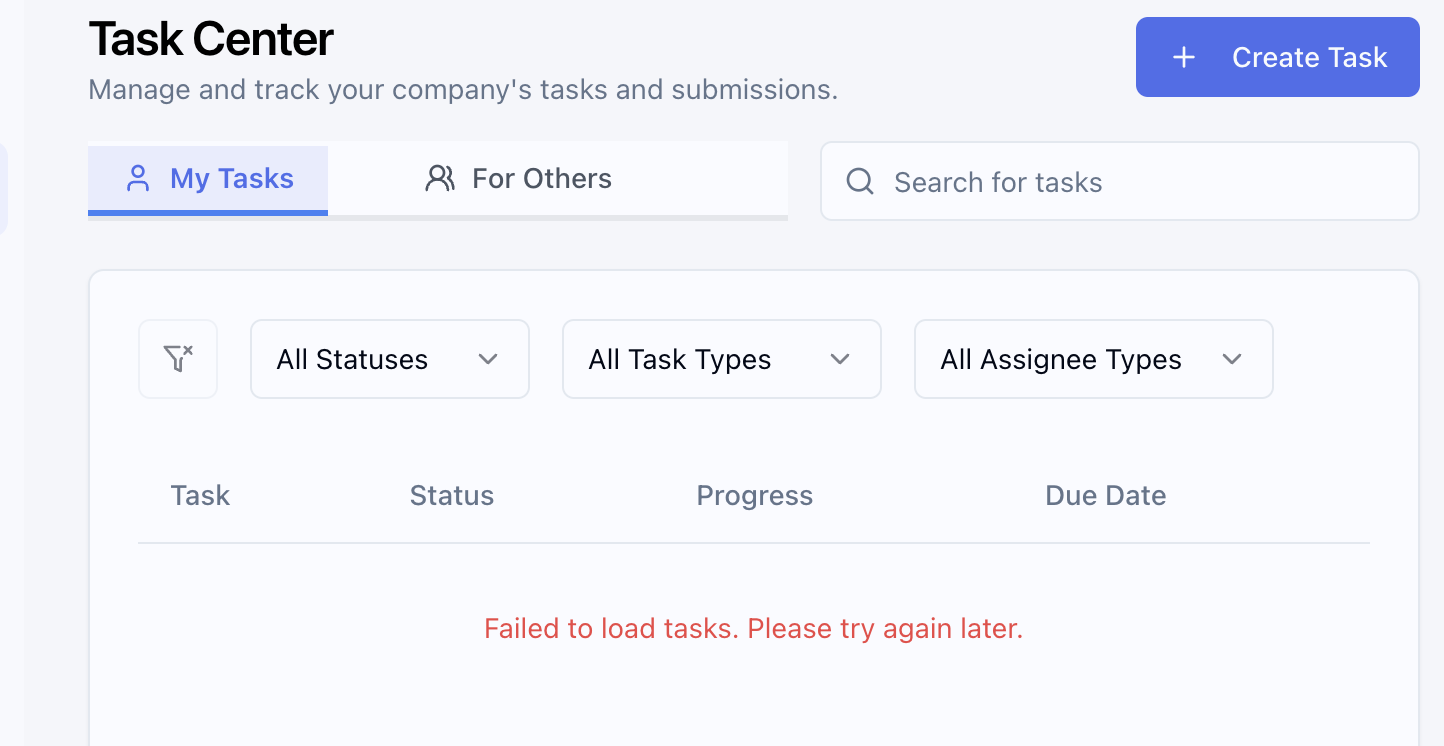 Task Center
Manage and track your company's tasks and submissions.
Create Task
My Tasks
For Others
Search for tasks
All Statuses
All Task Types
All Assignee Types
Task Status Progress Due Date
Failed to load tasks. Please try again later.